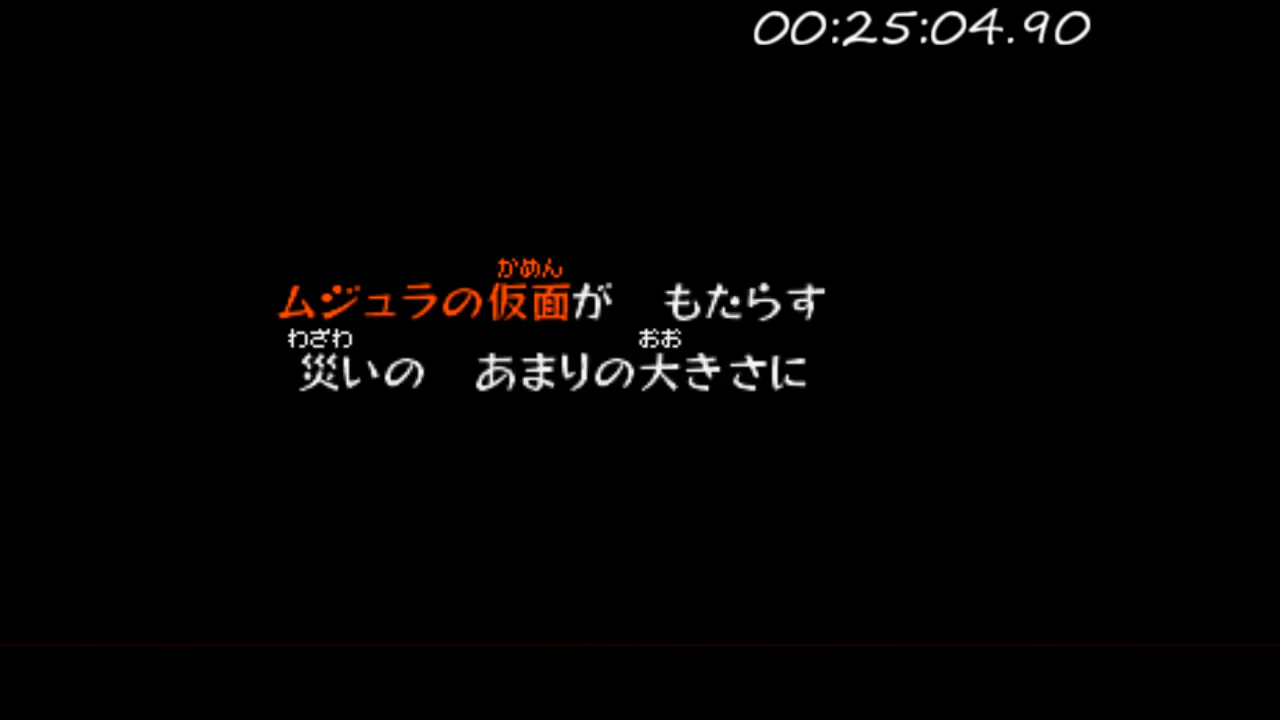 00:25:04.90
かめん
ムジュラの仮面が　もたらす
わざわ　おお
災いの　あまりの大きさに